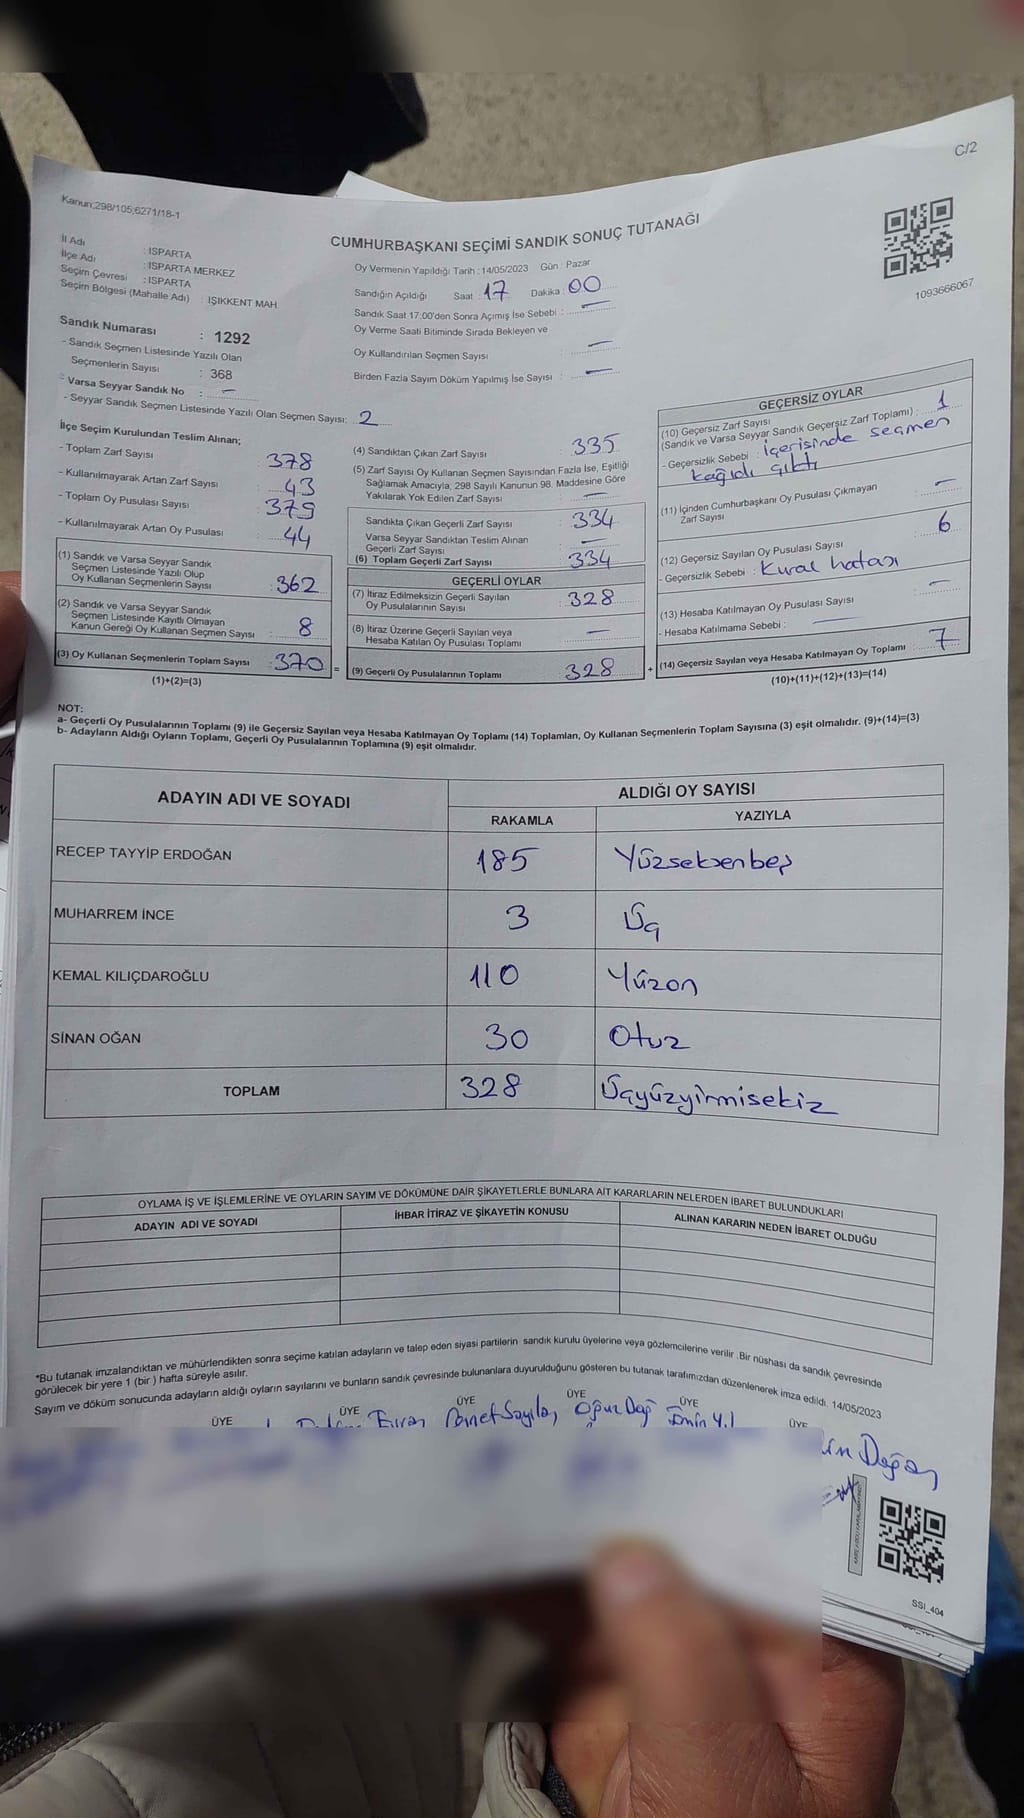 C/2
Kanun;298/105;6271/18-1
CUMHURBAŞKANI SEÇİMİ SANDIK SONUÇ TUTANAĞI
1093666067
İl Adı : ISPARTA
İlçe Adı : ISPARTA MERKEZ
Seçim Çevresi : ISPARTA
Seçim Bölgesi (Mahalle Adı) : IŞIKKENT MAH.
Sandık Numarası : 1292
- Sandık Seçmen Listesinde Yazılı Olan
Seçmenlerin Sayısı : 368
- Varsa Seyyar Sandık No : —
- Seyyar Sandık Seçmen Listesinde Yazılı Olan Seçmen Sayısı: 2
Oy Vermenin Yapıldığı Tarih : 14/05/2023 Gün : Pazar
Sandığın Açıldığı Saat : 17 Dakika : 00
Sandık Saat 17:00'den Sonra Açımış İse Sebebi : —
Oy Verme Saati Bitiminde Sırada Bekleyen ve
Oy Kullandırılan Seçmen Sayısı : —
Birden Fazla Sayım Döküm Yapılmış İse Sayısı : —
İlçe Seçim Kurulundan Teslim Alınan;
- Toplam Zarf Sayısı : 378
- Kullanılmayarak Artan Zarf Sayısı : 43
- Toplam Oy Pusulası Sayısı : 379
- Kullanılmayarak Artan Oy Pusulası : 44
(1) Sandık ve Varsa Seyyar Sandık
Seçmen Listesinde Yazılı Olup
Oy Kullanan Seçmenlerin Sayısı : 362
(2) Sandık ve Varsa Seyyar Sandık
Seçmen Listesinde Kayıtlı Olmayan
Kanun Gereği Oy Kullanan Seçmen Sayısı : 8
(3) Oy Kullanan Seçmenlerin Toplam Sayısı : 370 =
(1)+(2)=(3)
(4) Sandıktan Çıkan Zarf Sayısı : 335
(5) Zarf Sayısı Oy Kullanan Seçmen Sayısından Fazla İse, Eşitliği
Sağlamak Amacıyla, 298 Sayılı Kanunun 98. Maddesine Göre
Yakılarak Yok Edilen Zarf Sayısı : —
Sandıkta Çıkan Geçerli Zarf Sayısı : 334
Varsa Seyyar Sandıktan Teslim Alınan
Geçerli Zarf Sayısı : —
(6) Toplam Geçerli Zarf Sayısı : 334
GEÇERLİ OYLAR
(7) İtiraz Edilmeksizin Geçerli Sayılan
Oy Pusulalarının Sayısı : 328
(8) İtiraz Üzerine Geçerli Sayılan veya
Hesaba Katılan Oy Pusulası Toplamı : —
(9) Geçerli Oy Pusulalarının Toplamı : 328 +
GEÇERSİZ OYLAR
(10) Geçersiz Zarf Sayısı
(Sandık ve Varsa Seyyar Sandık Geçersiz Zarf Toplamı) : 1
- Geçersizlik Sebebi : içerisinde seçmen
kağıdı çıktı
(11) İçinden Cumhurbaşkanı Oy Pusulası Çıkmayan
Zarf Sayısı : —
(12) Geçersiz Sayılan Oy Pusulası Sayısı : 6
- Geçersizlik Sebebi : Kural hatası
(13) Hesaba Katılmayan Oy Pusulası Sayısı : —
- Hesaba Katılmama Sebebi : —
(14) Geçersiz Sayılan veya Hesaba Katılmayan Oy Toplamı : 7
(10)+(11)+(12)+(13)=(14)
NOT:
a- Geçerli Oy Pusulalarının Toplamı (9) ile Geçersiz Sayılan veya Hesaba Katılmayan Oy Toplamı (14) Toplamları, Oy Kullanan Seçmenlerin Toplam Sayısına (3) eşit olmalıdır. (9)+(14)=(3)
b- Adayların Aldığı Oyların Toplamı, Geçerli Oy Pusulalarının Toplamına (9) eşit olmalıdır.
ADAYIN ADI VE SOYADI ALDIĞI OY SAYISI
RAKAMLA YAZIYLA
RECEP TAYYİP ERDOĞAN 185 Yüzseksenbeş
MUHARREM İNCE 3 Üç
KEMAL KILIÇDAROĞLU 110 Yüzon
SİNAN OĞAN 30 Otuz
TOPLAM 328 Üçyüzyirmisekiz
OYLAMA İŞ VE İŞLEMLERİNE VE OYLARIN SAYIM VE DÖKÜMÜNE DAİR ŞİKAYETLERLE BUNLARA AİT KARARLARIN NELERDEN İBARET BULUNDUKLARI
ADAYIN ADI VE SOYADI İHBAR İTİRAZ VE ŞİKAYETİN KONUSU ALINAN KARARIN NEDEN İBARET OLDUĞU
*Bu tutanak imzalandıktan ve mühürlendikten sonra seçime katılan adayların ve talep eden siyasi partilerin sandık kurulu üyelerine veya gözlemcilerine verilir .Bir nüshası da sandık çevresinde
görülecek bir yere 1 (bir ) hafta süreyle asılır.
Sayım ve döküm sonucunda adayların aldığı oyların sayılarını ve bunların sandık çevresinde bulunanlara duyurulduğunu gösteren bu tutanak tarafımızdan düzenlenerek imza edildi. 14/05/2023
ÜYE ÜYE ÜYE ÜYE ÜYE ÜYE
Oğuz Dağ Emin
Doğan
SSI_404